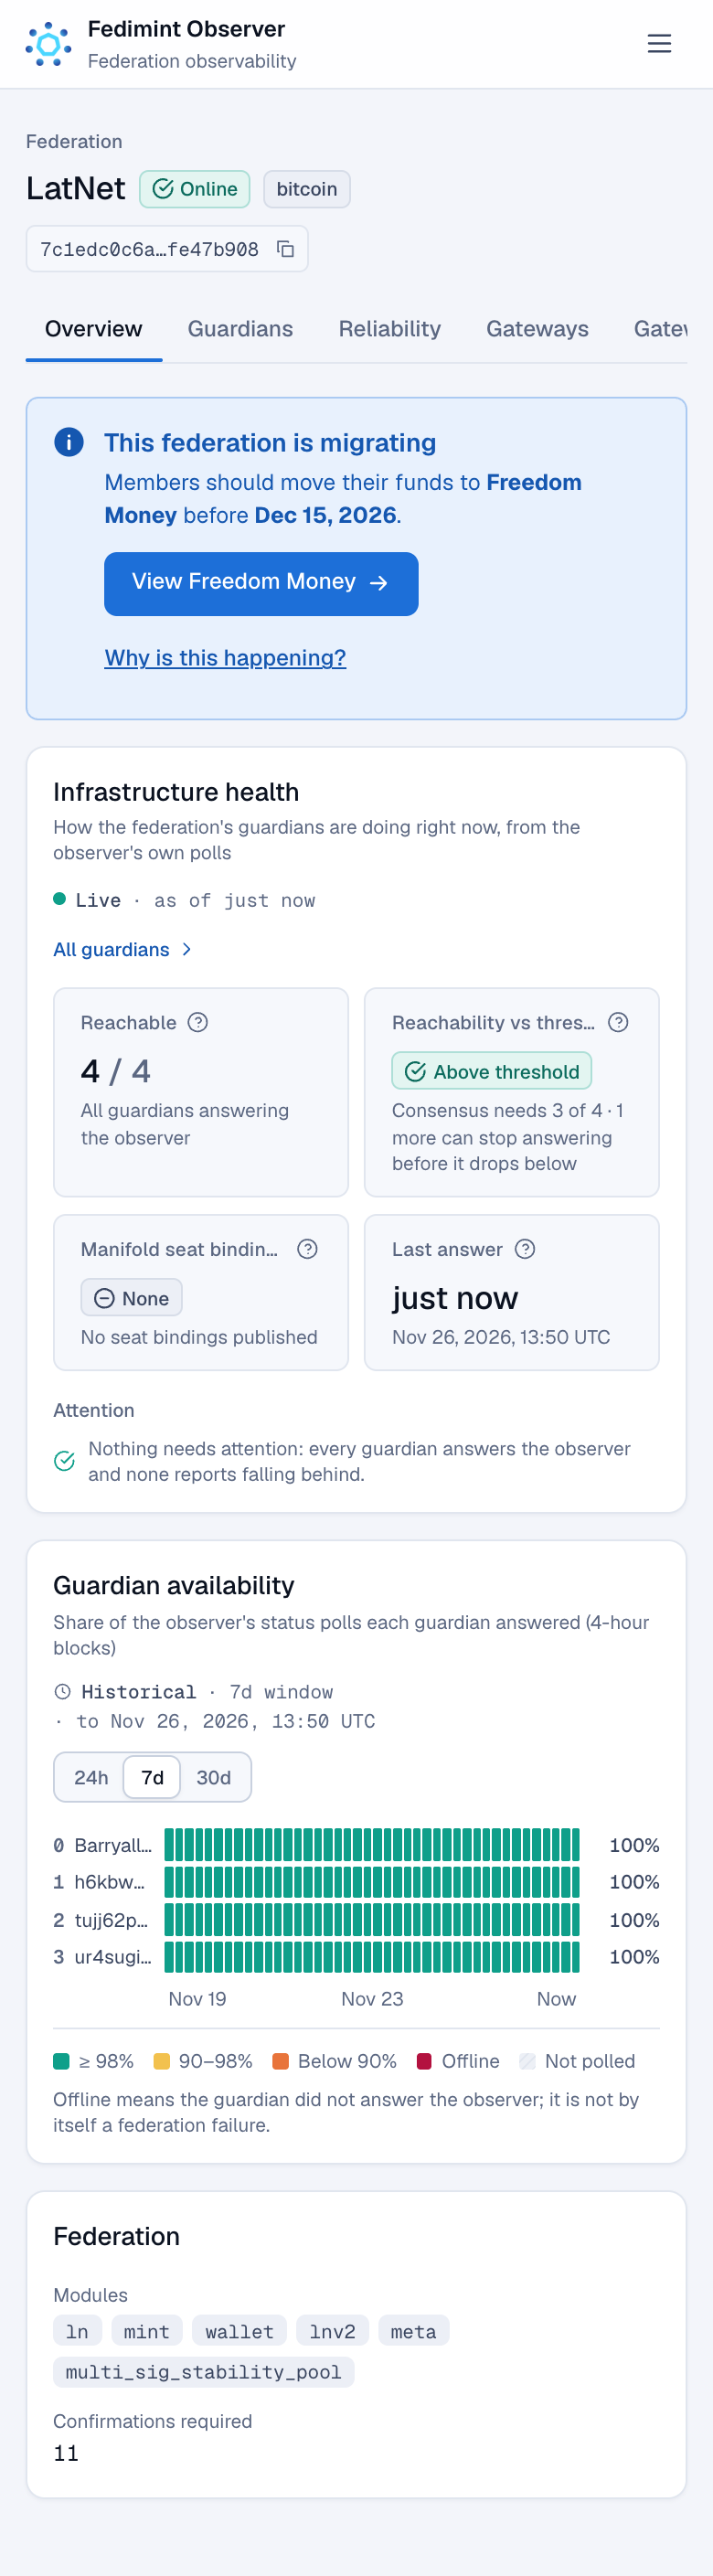 Fedimint Observer
Federation observability
Federation
LatNet
Online
bitcoin
7c1edc0c6a…fe47b908
Overview
Guardians
Reliability
Gateways
Gatew
This federation is migrating
Members should move their funds to Freedom
Money before Dec 15, 2026.
View Freedom Money →
Why is this happening?
Infrastructure health
How the federation's guardians are doing right now, from the
observer's own polls
Live · as of just now
All guardians
Reachable
4 / 4
All guardians answering
the observer
Reachability vs thres…
Above threshold
Consensus needs 3 of 4 · 1
more can stop answering
before it drops below
Manifold seat bindin…
None
No seat bindings published
Last answer
just now
Nov 26, 2026, 13:50 UTC
Attention
Nothing needs attention: every guardian answers the observer
and none reports falling behind.
Guardian availability
Share of the observer's status polls each guardian answered (4-hour
blocks)
Historical · 7d window
· to Nov 26, 2026, 13:50 UTC
24h
7d
30d
0 Barryall… 100%
1 h6kbw… 100%
2 tujj62p… 100%
3 ur4sugi… 100%
Nov 19
Nov 23
Now
≥ 98%
90–98%
Below 90%
Offline
Not polled
Offline means the guardian did not answer the observer; it is not by
itself a federation failure.
Federation
Modules
ln
mint
wallet
lnv2
meta
multi_sig_stability_pool
Confirmations required
11